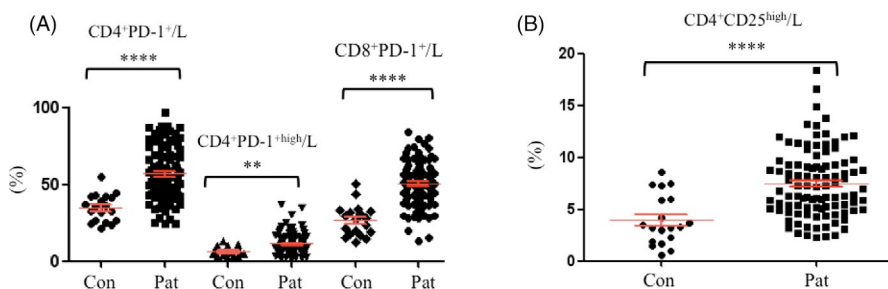 (A)
CD4⁺PD-1⁺/L
****
CD4⁺PD-1⁺ʰⁱᵍʰ/L
**
CD8⁺PD-1⁺/L
****
(%)
100
50
0
Con Pat Con Pat Con Pat
(B)
CD4⁺CD25ʰⁱᵍʰ/L
****
(%)
20
15
10
5
0
Con Pat